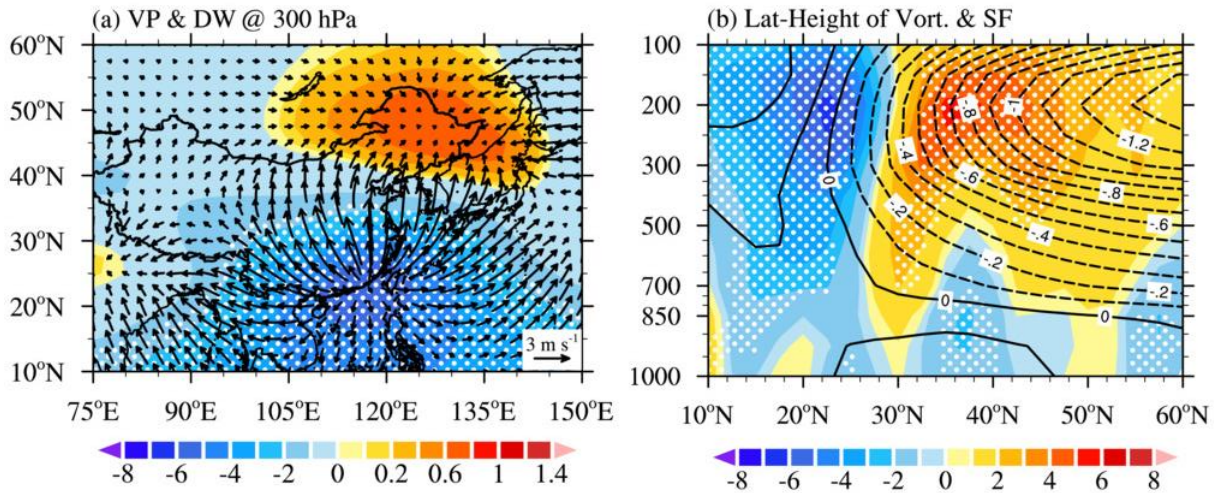 (a) VP & DW @ 300 hPa
60°N
50°N
40°N
30°N
20°N
10°N
3 m s⁻¹
75°E 90°E 105°E 120°E 135°E 150°E
-8 -6 -4 -2 0 0.2 0.6 1 1.4
(b) Lat-Height of Vort. & SF
100
200
300
500
700
850
1000
-.8
-1
-1.2
-.4
0
-.6
-.8
-.2
-.4
-.6
-.2
-.2
0
0
10°N 20°N 30°N 40°N 50°N 60°N
-8 -6 -4 -2 0 2 4 6 8